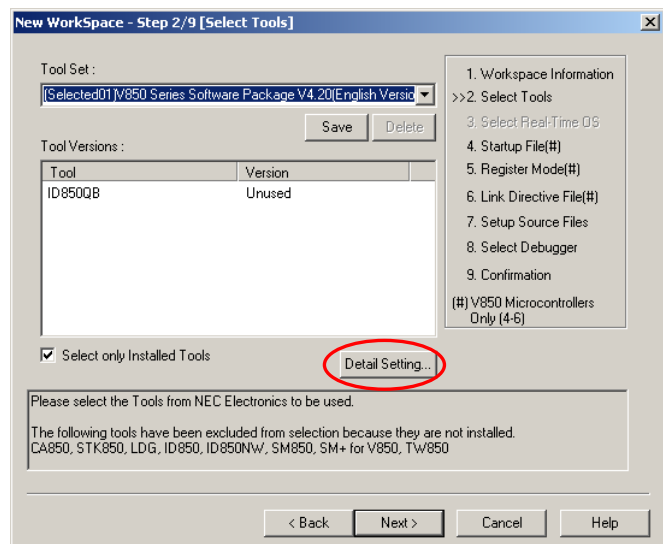 New WorkSpace - Step 2/9 [Select Tools]
Tool Set :
(Selected01)V850 Series Software Package V4.20(English Versio
Save Delete
Tool Versions :
Tool Version
ID850QB Unused
Select only Installed Tools
Detail Setting...
1. Workspace Information
>>2. Select Tools
3. Select Real-Time OS
4. Startup File(#)
5. Register Mode(#)
6. Link Directive File(#)
7. Setup Source Files
8. Select Debugger
9. Confirmation
(#) V850 Microcontrollers
Only (4-6)
Please select the Tools from NEC Electronics to be used.
The following tools have been excluded from selection because they are not installed.
CA850, STK850, LDG, ID850, ID850NW, SM850, SM+ for V850, TW850
< Back Next > Cancel Help